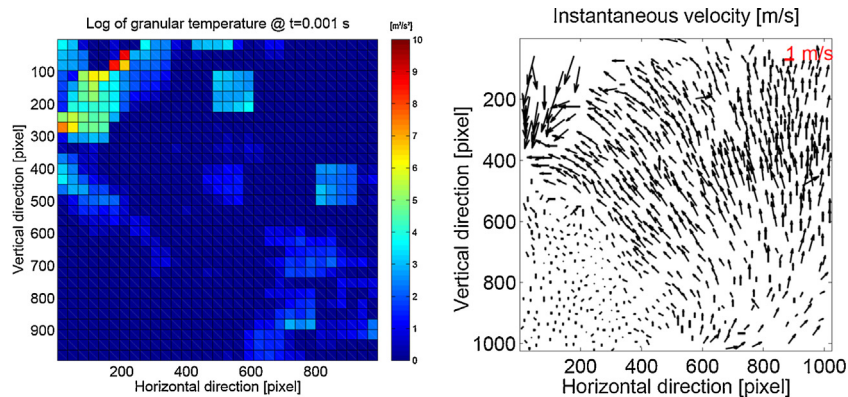 Log of granular temperature @ t=0.001 s
[m²/s²]
10
9
8
7
6
5
4
3
2
1
0
100
200
300
400
500
600
700
800
900
Vertical direction [pixel]
200 400 600 800
Horizontal direction [pixel]
Instantaneous velocity [m/s]
1 m/s
200
400
600
800
1000
Vertical direction [pixel]
0 200 400 600 800 1000
Horizontal direction [pixel]